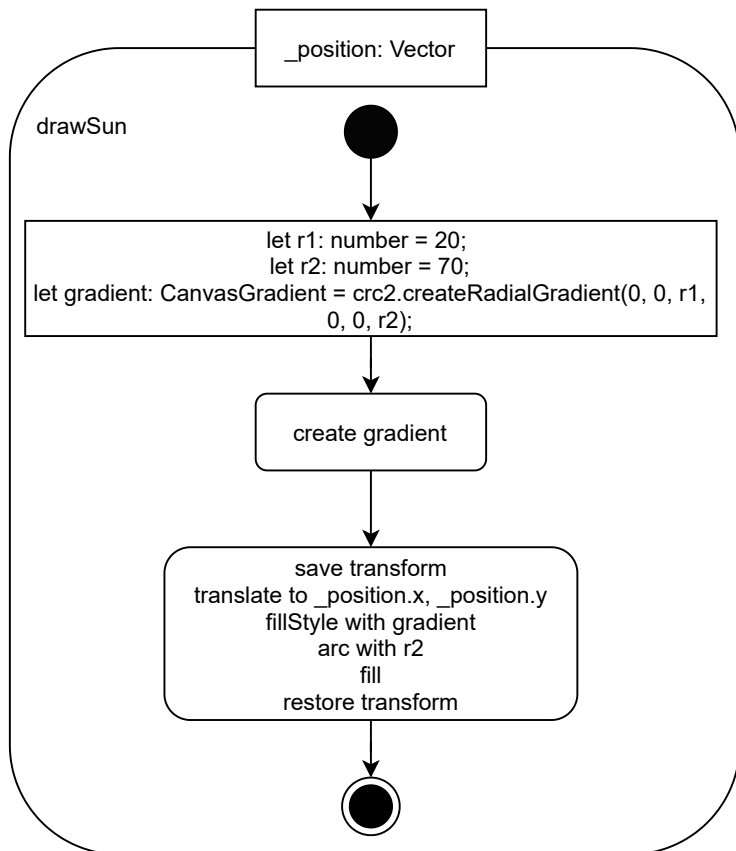 _position: Vector
drawSun
let r1: number = 20;
let r2: number = 70;
let gradient: CanvasGradient = crc2.createRadialGradient(0, 0, r1,
0, 0, r2);
create gradient
save transform
translate to _position.x, _position.y
fillStyle with gradient
arc with r2
fill
restore transform